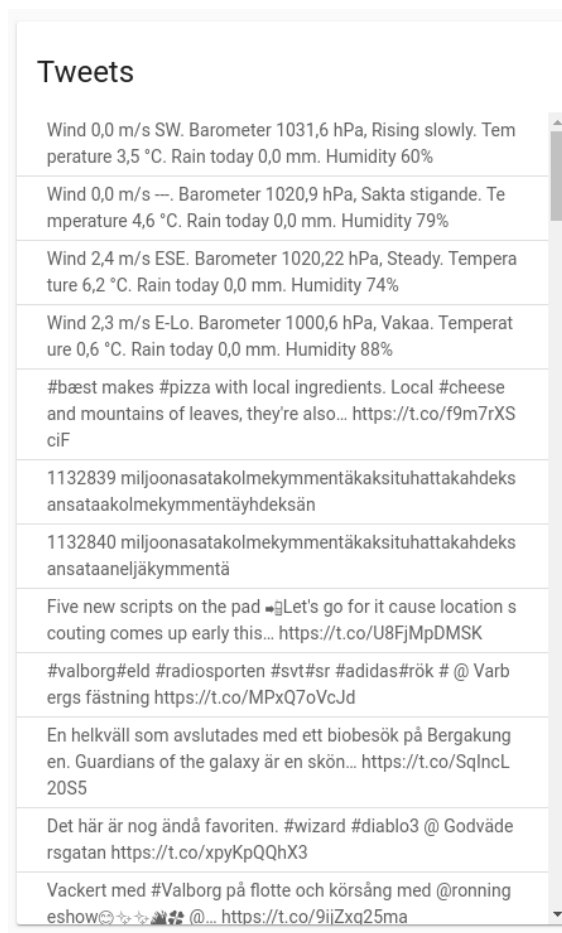 Tweets
Wind 0,0 m/s SW. Barometer 1031,6 hPa, Rising slowly. Tem
perature 3,5 °C. Rain today 0,0 mm. Humidity 60%
Wind 0,0 m/s ---. Barometer 1020,9 hPa, Sakta stigande. Te
mperature 4,6 °C. Rain today 0,0 mm. Humidity 79%
Wind 2,4 m/s ESE. Barometer 1020,22 hPa, Steady. Tempera
ture 6,2 °C. Rain today 0,0 mm. Humidity 74%
Wind 2,3 m/s E-Lo. Barometer 1000,6 hPa, Vakaa. Temperat
ure 0,6 °C. Rain today 0,0 mm. Humidity 88%
#bæst makes #pizza with local ingredients. Local #cheese
and mountains of leaves, they're also… https://t.co/f9m7rXS
ciF
1132839 miljoonasatakolmekymmentäkaksituhattakahdeks
ansataakolmekymmentäyhdeksän
1132840 miljoonasatakolmekymmentäkaksituhattakahdeks
ansataaneljäkymmentä
Five new scripts on the pad 📲Let's go for it cause location s
couting comes up early this… https://t.co/U8FjMpDMSK
#valborg#eld #radiosporten #svt#sr #adidas#rök # @ Varb
ergs fästning https://t.co/MPxQ7oVcJd
En helkväll som avslutades med ett biobesök på Bergakung
en. Guardians of the galaxy är en skön… https://t.co/SqIncL
20S5
Det här är nog ändå favoriten. #wizard #diablo3 @ Godväde
rsgatan https://t.co/xpyKpQQhX3
Vackert med #Valborg på flotte och körsång med @ronning
eshow😊✨✨🌋🍀 @… https://t.co/9ijZxq25ma